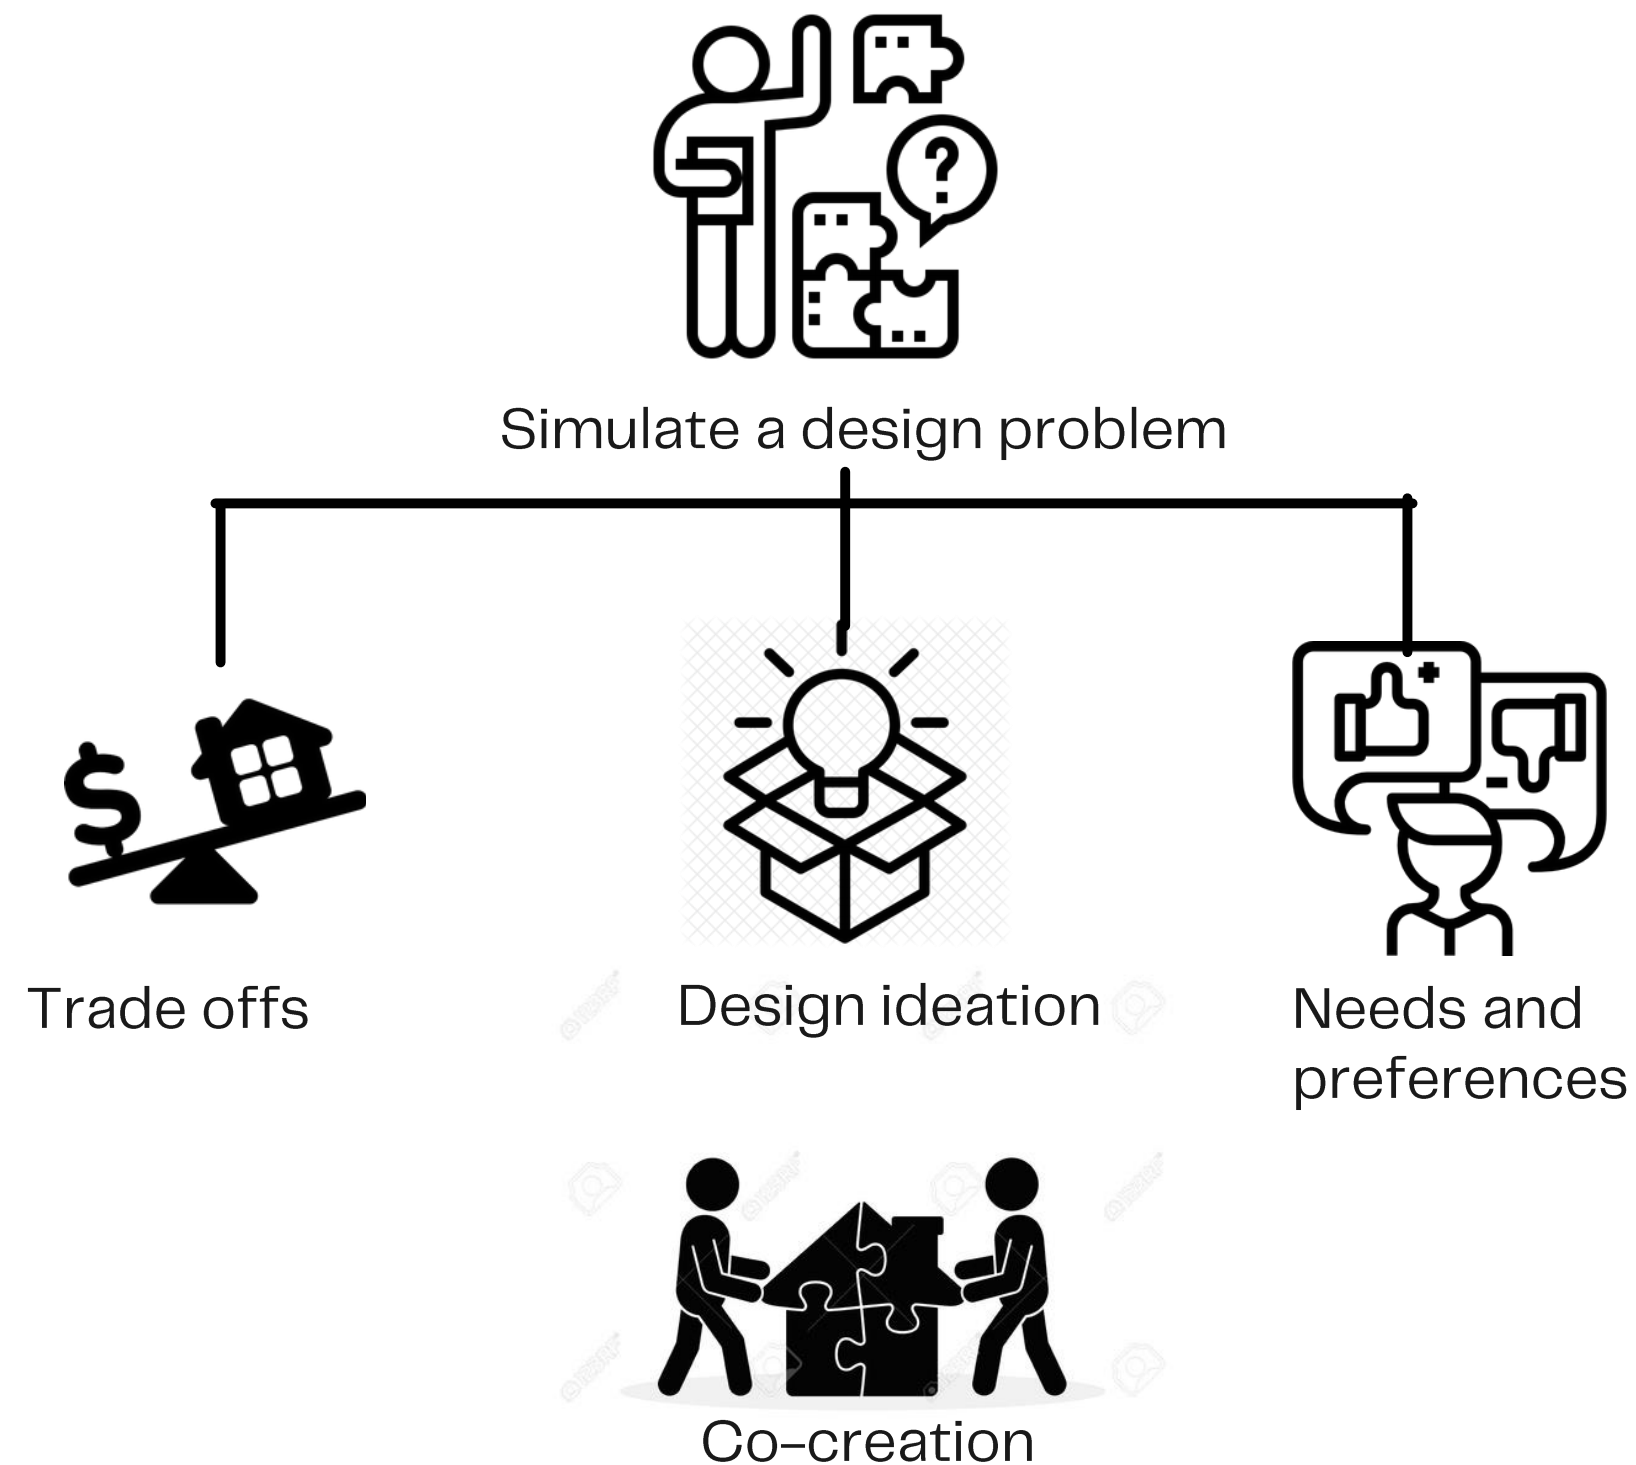 Simulate a design problem
Trade offs
Design ideation
Needs and
preferences
Co-creation